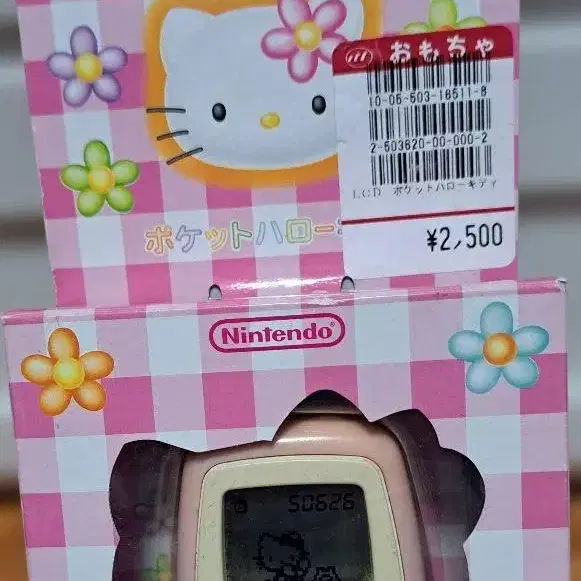 おもちゃ
10-05-503-16511-8
2-503620-00-000-2
LCD ポケットハローキティ
¥2,500
ポケットハロー
Nintendo
50626